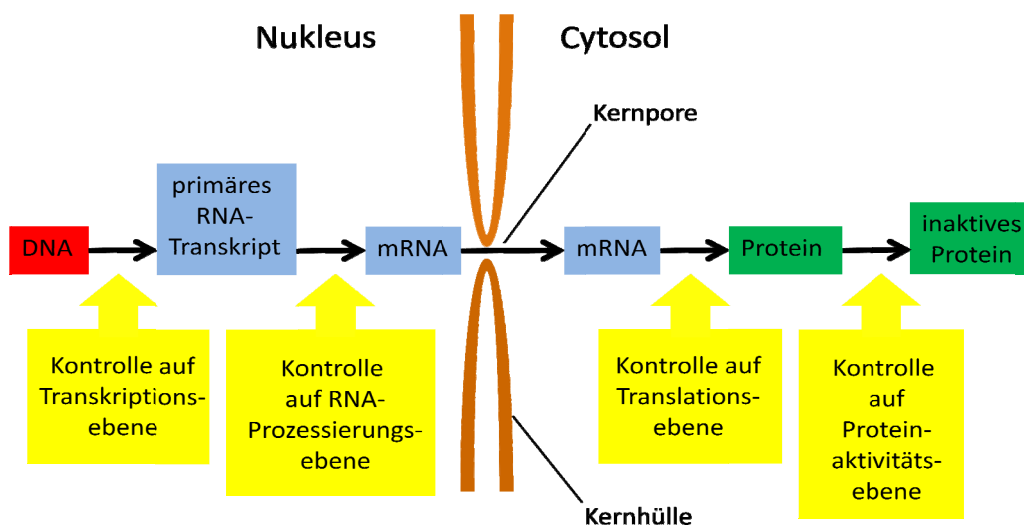 Nukleus
Cytosol
Kernpore
DNA
primäres
RNA-
Transkript
mRNA
mRNA
Protein
inaktives
Protein
Kontrolle auf
Transkriptions-
ebene
Kontrolle
auf RNA-
Prozessierungs-
ebene
Kontrolle auf
Translations-
ebene
Kontrolle
auf
Protein-
aktivitäts-
ebene
Kernhülle